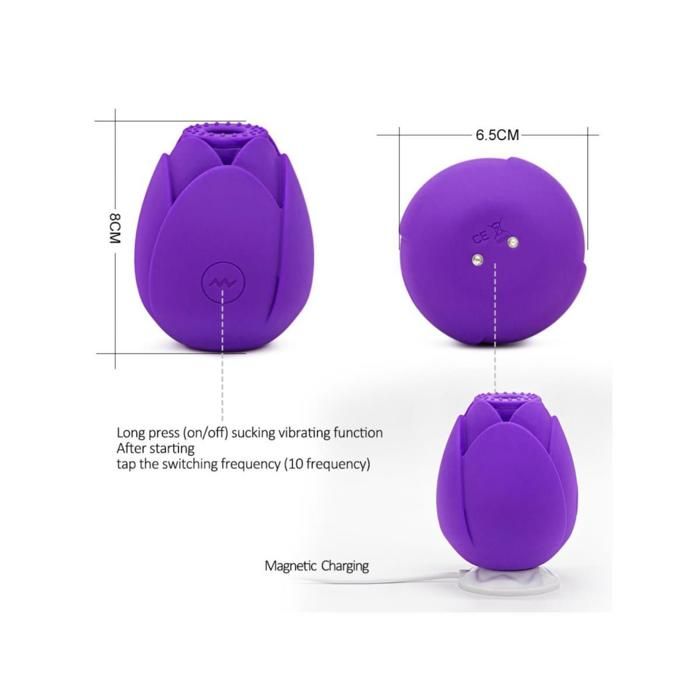 6.5CM
8CM
CE
Long press (on/off) sucking vibrating function
After starting
tap the switching frequency (10 frequency)
Magnetic Charging